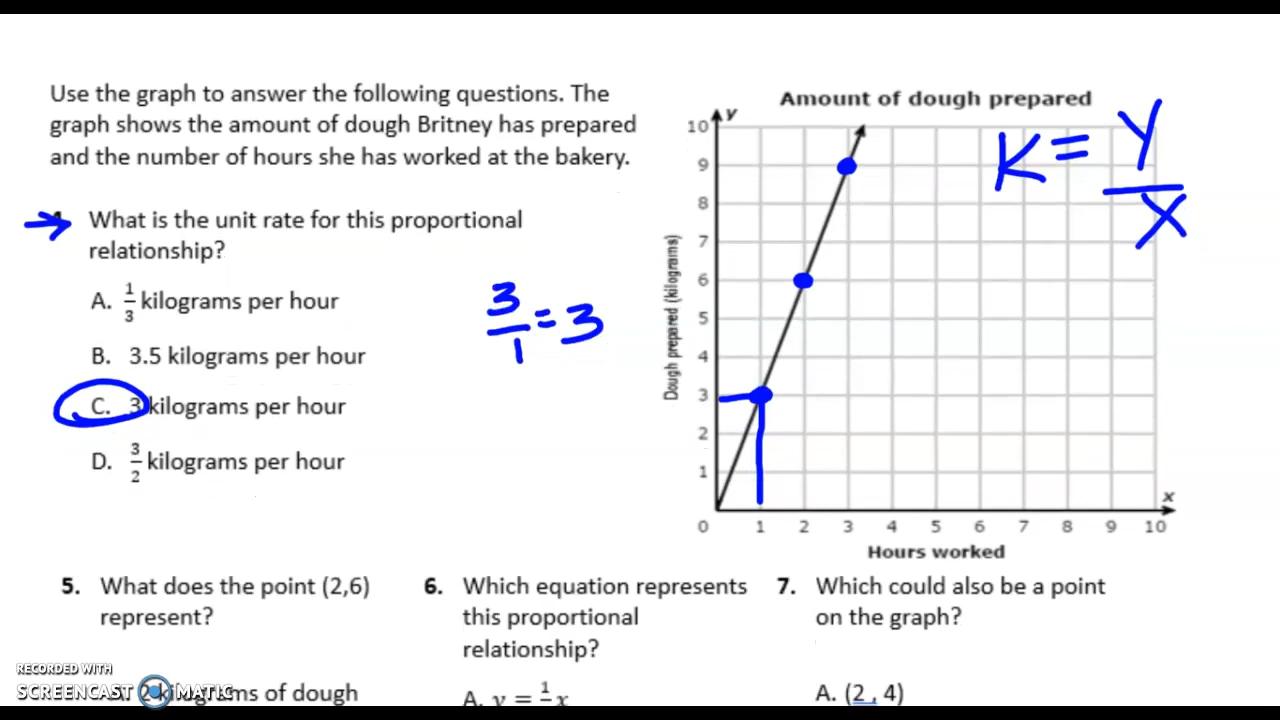 Use the graph to answer the following questions. The
graph shows the amount of dough Britney has prepared
and the number of hours she has worked at the bakery.
What is the unit rate for this proportional
relationship?
A. 1/3 kilograms per hour
B. 3.5 kilograms per hour
C. 3 kilograms per hour
D. 3/2 kilograms per hour
3/1 = 3
Amount of dough prepared
K = Y/X
y
10
9
8
7
6
5
4
3
2
1
Dough prepared (kilograms)
0 1 2 3 4 5 6 7 8 9 10
x
Hours worked
5. What does the point (2,6)
represent?
kilograms of dough
6. Which equation represents
this proportional
relationship?
A. y = 1 x
7. Which could also be a point
on the graph?
A. (2 , 4)
RECORDED WITH
SCREENCAST MATIC